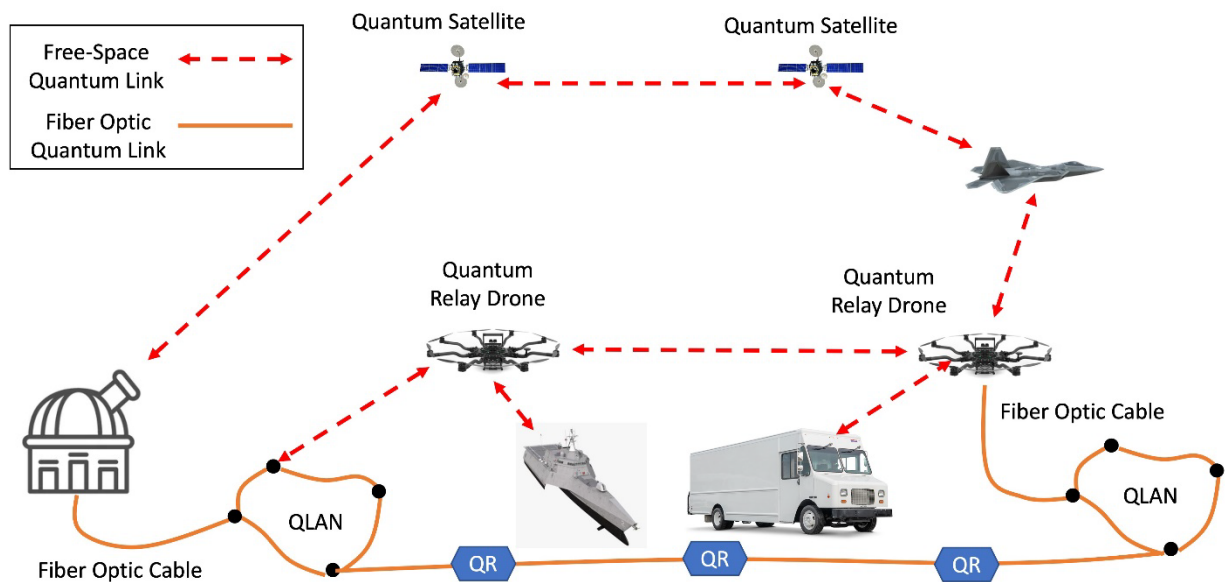 Quantum Satellite
Quantum Satellite
Free-Space
Quantum Link
Fiber Optic
Quantum Link
Quantum
Relay Drone
Quantum
Relay Drone
Fiber Optic Cable
QLAN
QLAN
Fiber Optic Cable
QR
QR
QR